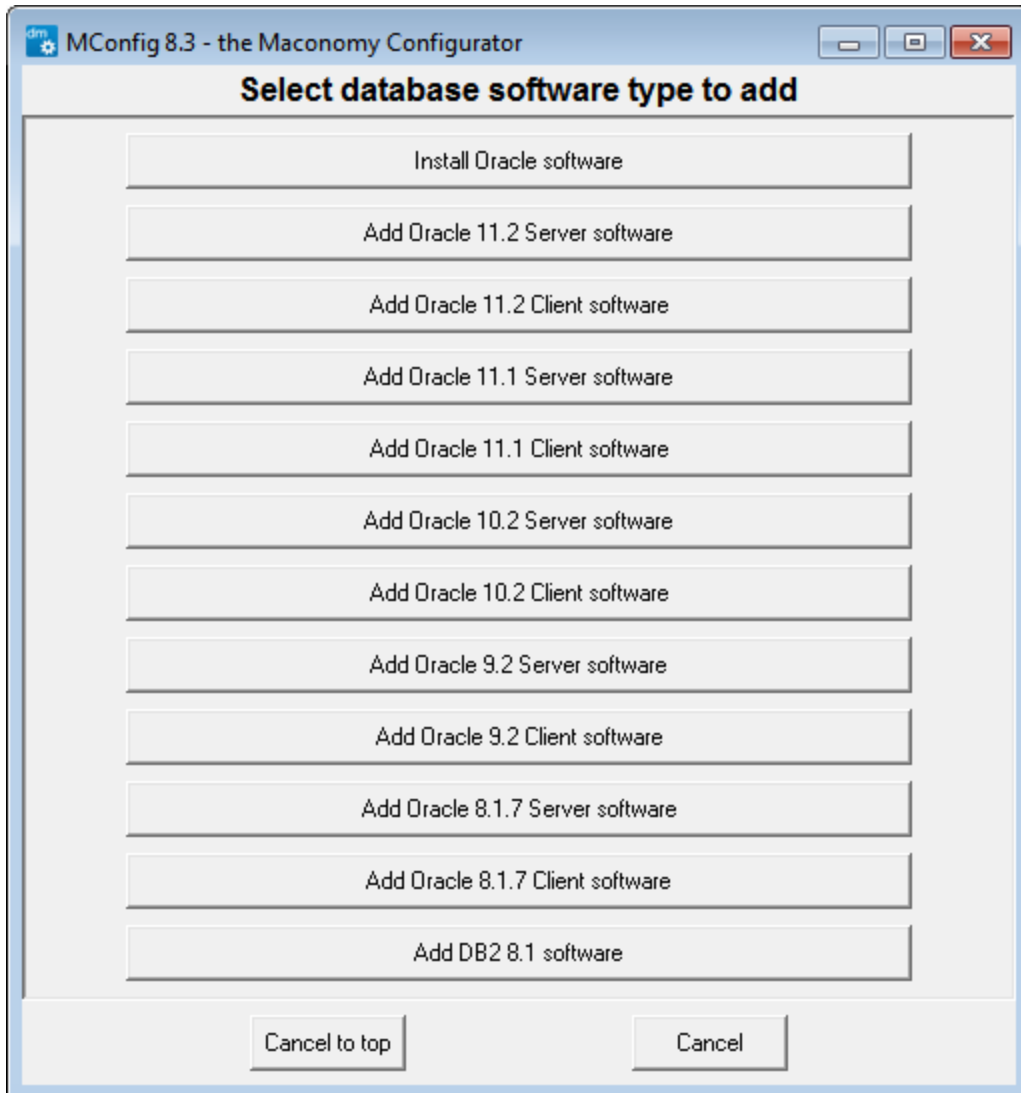 dm
MConfig 8.3 - the Maconomy Configurator
Select database software type to add
Install Oracle software
Add Oracle 11.2 Server software
Add Oracle 11.2 Client software
Add Oracle 11.1 Server software
Add Oracle 11.1 Client software
Add Oracle 10.2 Server software
Add Oracle 10.2 Client software
Add Oracle 9.2 Server software
Add Oracle 9.2 Client software
Add Oracle 8.1.7 Server software
Add Oracle 8.1.7 Client software
Add DB2 8.1 software
Cancel to top
Cancel